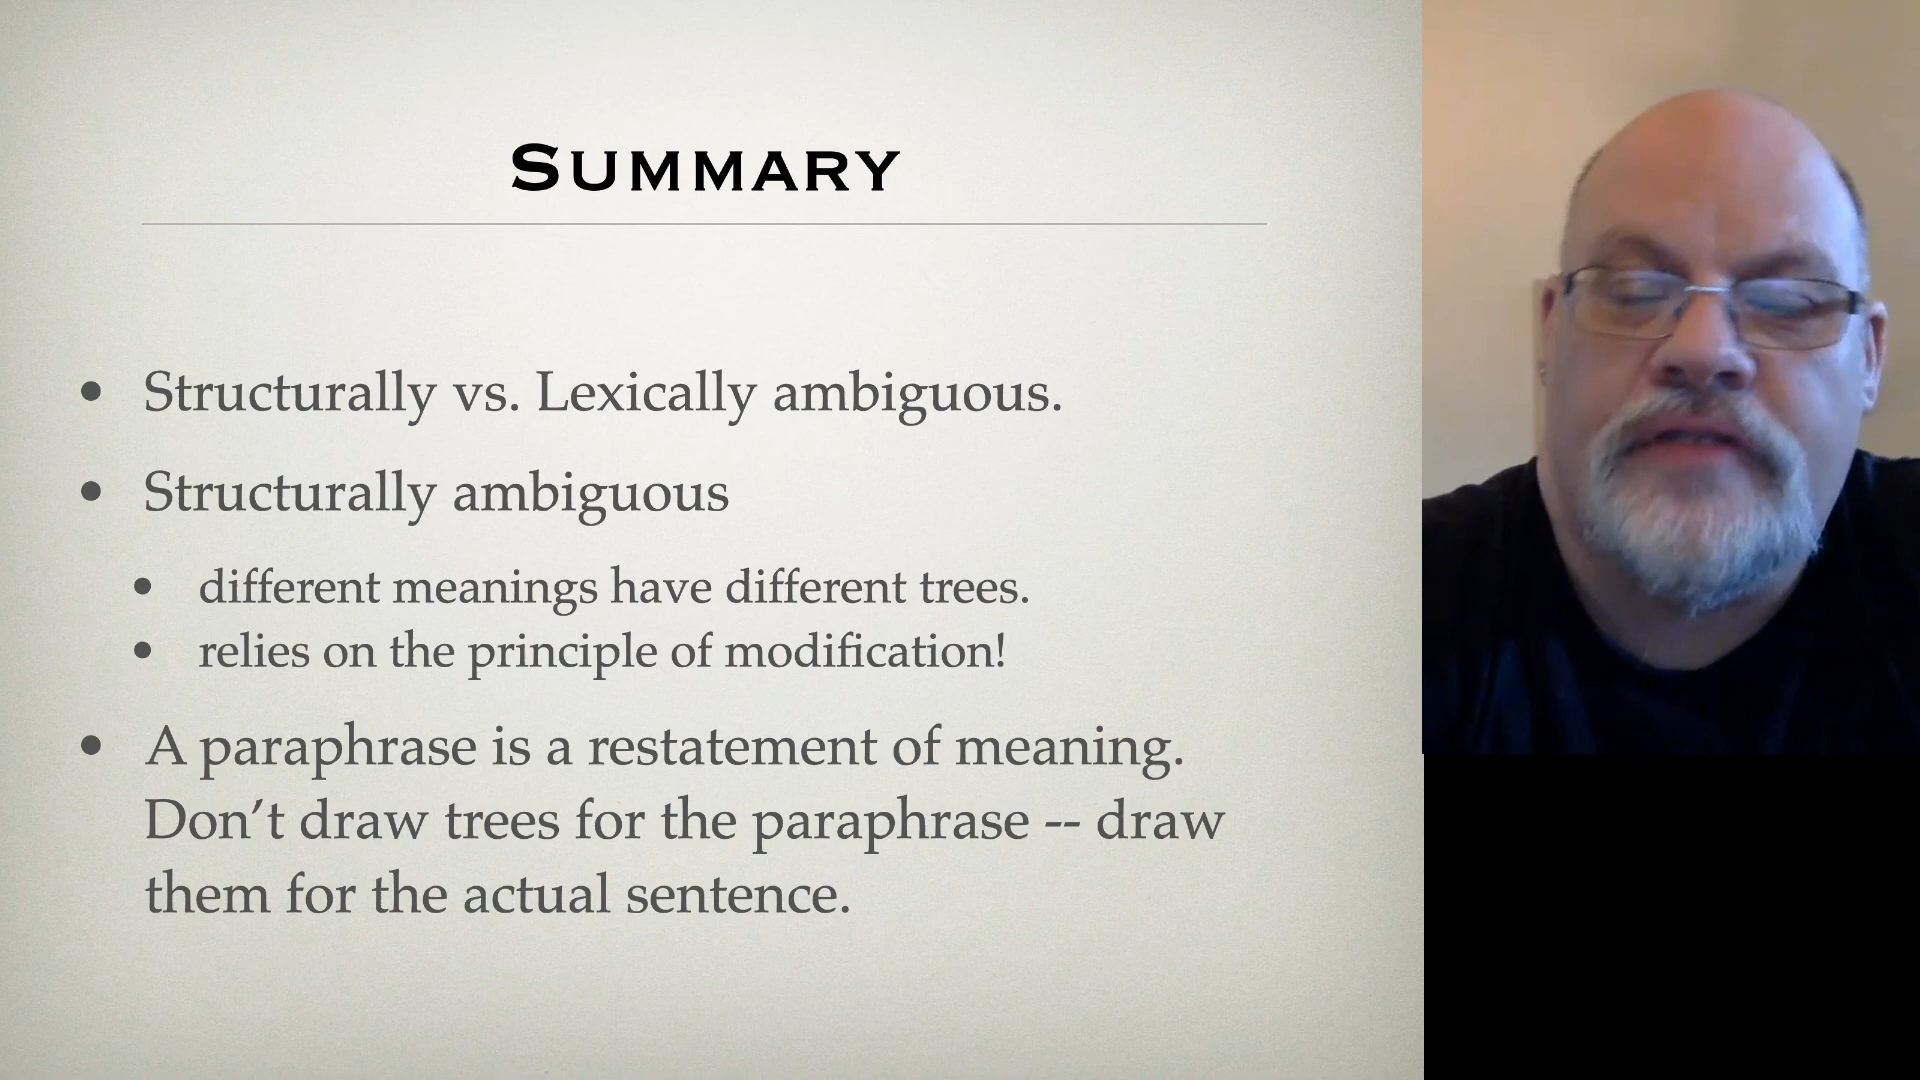 SUMMARY
• Structurally vs. Lexically ambiguous.
• Structurally ambiguous
• different meanings have different trees.
• relies on the principle of modification!
• A paraphrase is a restatement of meaning.
Don’t draw trees for the paraphrase -- draw
them for the actual sentence.